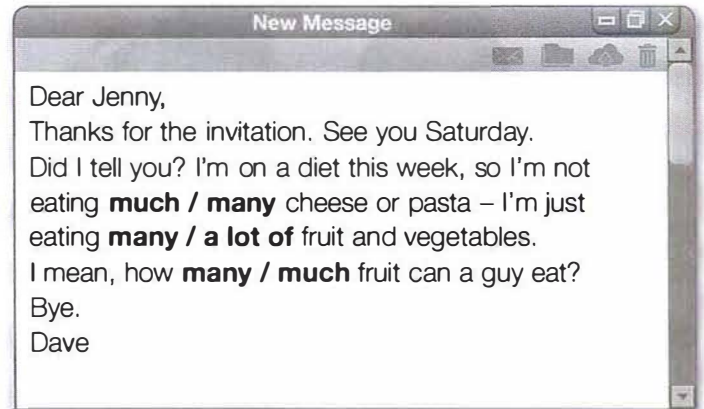 New Message
Dear Jenny,
Thanks for the invitation. See you Saturday.
Did I tell you? I'm on a diet this week, so I'm not
eating much / many cheese or pasta – I'm just
eating many / a lot of fruit and vegetables.
I mean, how many / much fruit can a guy eat?
Bye.
Dave